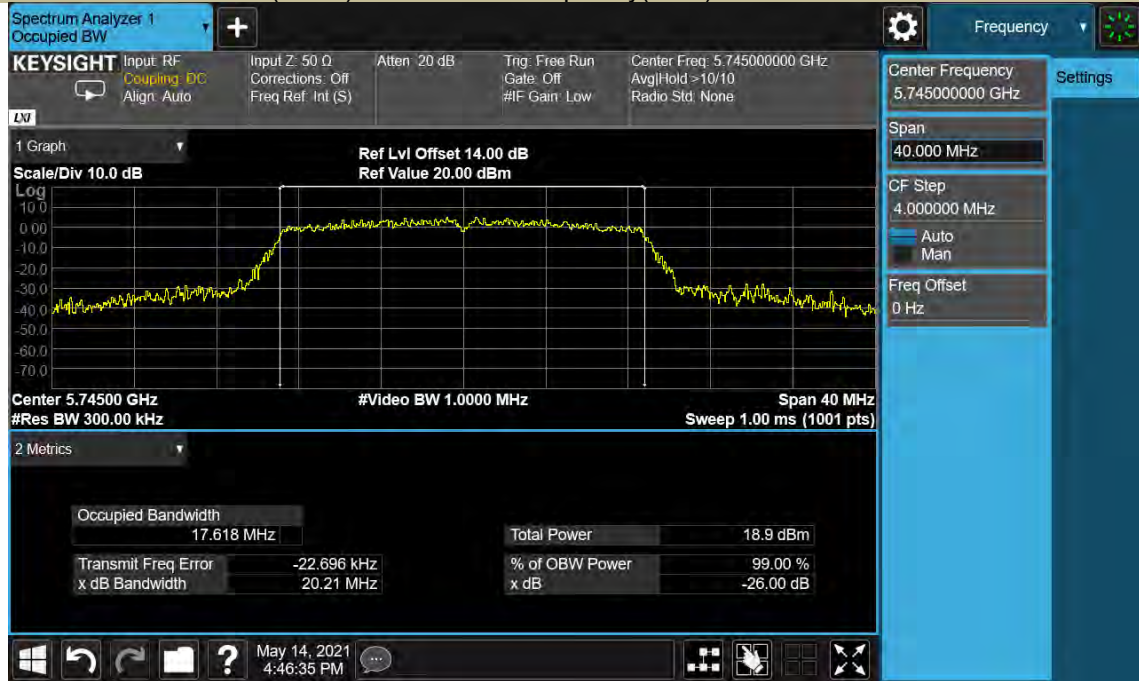 Spectrum Analyzer 1
Occupied BW
Frequency
KEYSIGHT
Input: RF
Coupling: DC
Align: Auto
Input Z: 50 Ω
Corrections: Off
Freq Ref: Int (S)
Atten: 20 dB
Trig: Free Run
Gate: Off
#IF Gain: Low
Center Freq: 5.745000000 GHz
Avg|Hold >10/10
Radio Std: None
LXI
1 Graph
Scale/Div 10.0 dB
Ref Lvl Offset 14.00 dB
Ref Value 20.00 dBm
Log
10.0
0.00
-10.0
-20.0
-30.0
-40.0
-50.0
-60.0
-70.0
Center 5.74500 GHz
#Video BW 1.0000 MHz
Span 40 MHz
#Res BW 300.00 kHz
Sweep 1.00 ms (1001 pts)
2 Metrics
Occupied Bandwidth
17.618 MHz
Total Power 18.9 dBm
Transmit Freq Error -22.696 kHz
% of OBW Power 99.00 %
x dB Bandwidth 20.21 MHz
x dB -26.00 dB
May 14, 2021
4:46:35 PM
Center Frequency
5.745000000 GHz
Settings
Span
40.000 MHz
CF Step
4.000000 MHz
Auto
Man
Freq Offset
0 Hz